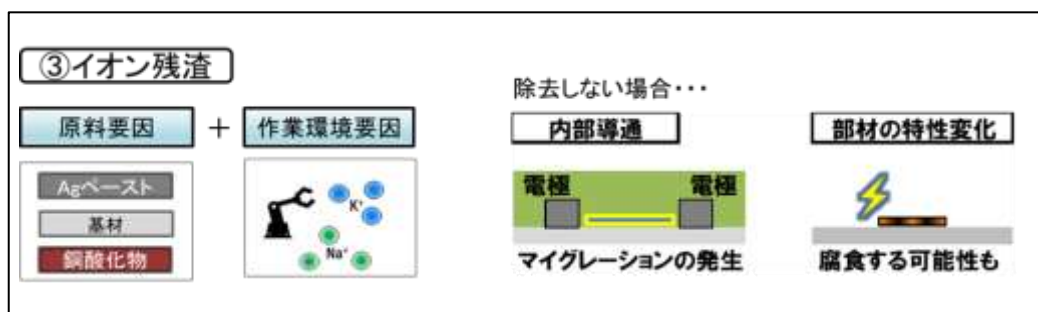 ③イオン残渣
除去しない場合・・・
原料要因
+
作業環境要因
内部導通
部材の特性変化
Agペースト
基材
銅酸化物
K⁺
Na⁺
電極
電極
マイグレーションの発生
腐食する可能性も